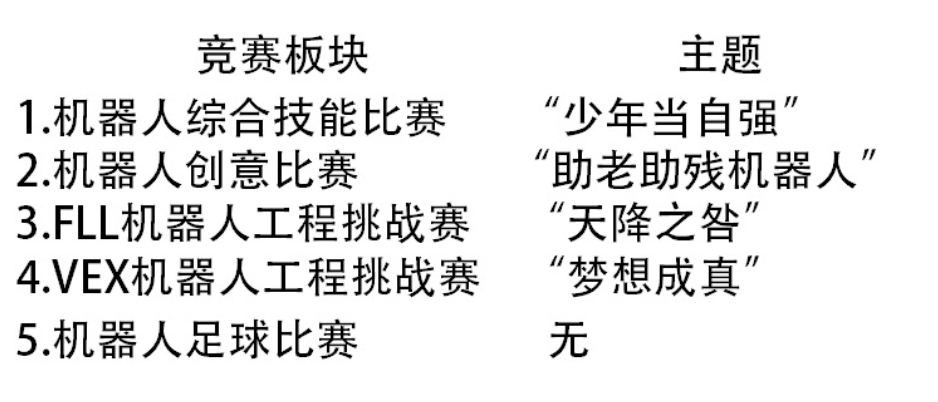 竞赛板块 主题
1.机器人综合技能比赛 “少年当自强”
2.机器人创意比赛 “助老助残机器人”
3.FLL机器人工程挑战赛 “天降之咎”
4.VEX机器人工程挑战赛 “梦想成真”
5.机器人足球比赛 无